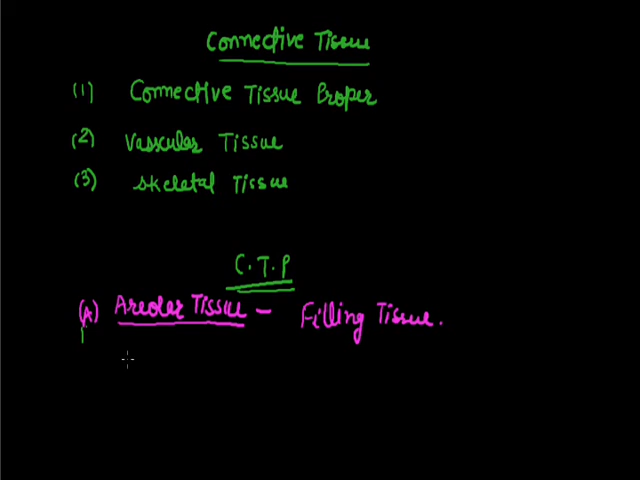 Connective Tissue
(1) Connective Tissue Proper
(2) Vascular Tissue
(3) Skeletal Tissue
C.T.P
(A) Areolar Tissue - Filling Tissue.